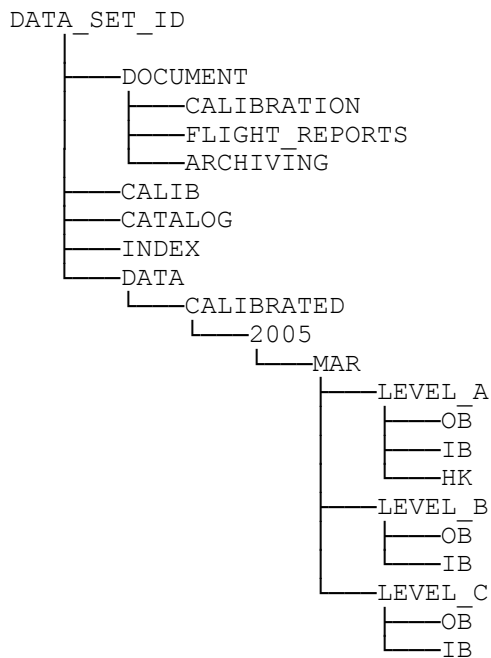 DATA_SET_ID
DOCUMENT
CALIBRATION
FLIGHT_REPORTS
ARCHIVING
CALIB
CATALOG
INDEX
DATA
CALIBRATED
2005
MAR
LEVEL_A
OB
IB
HK
LEVEL_B
OB
IB
LEVEL_C
OB
IB